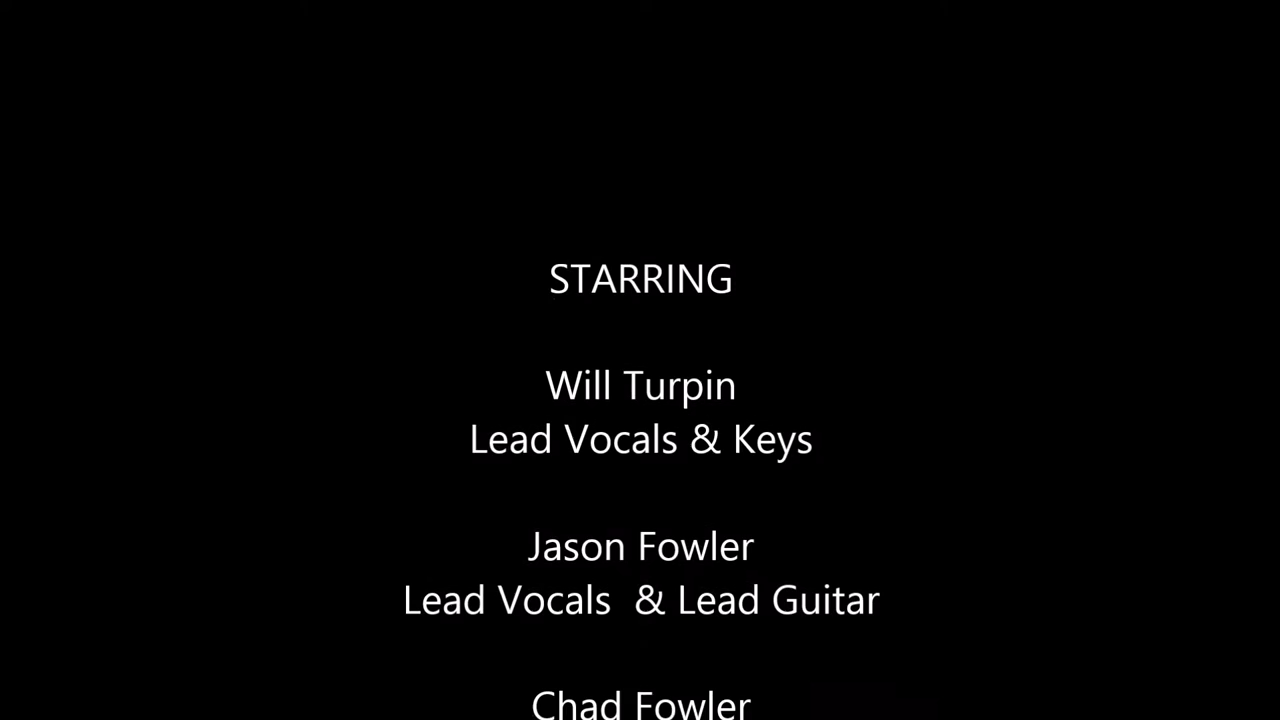 STARRING
Will Turpin
Lead Vocals & Keys
Jason Fowler
Lead Vocals  & Lead Guitar
Chad Fowler